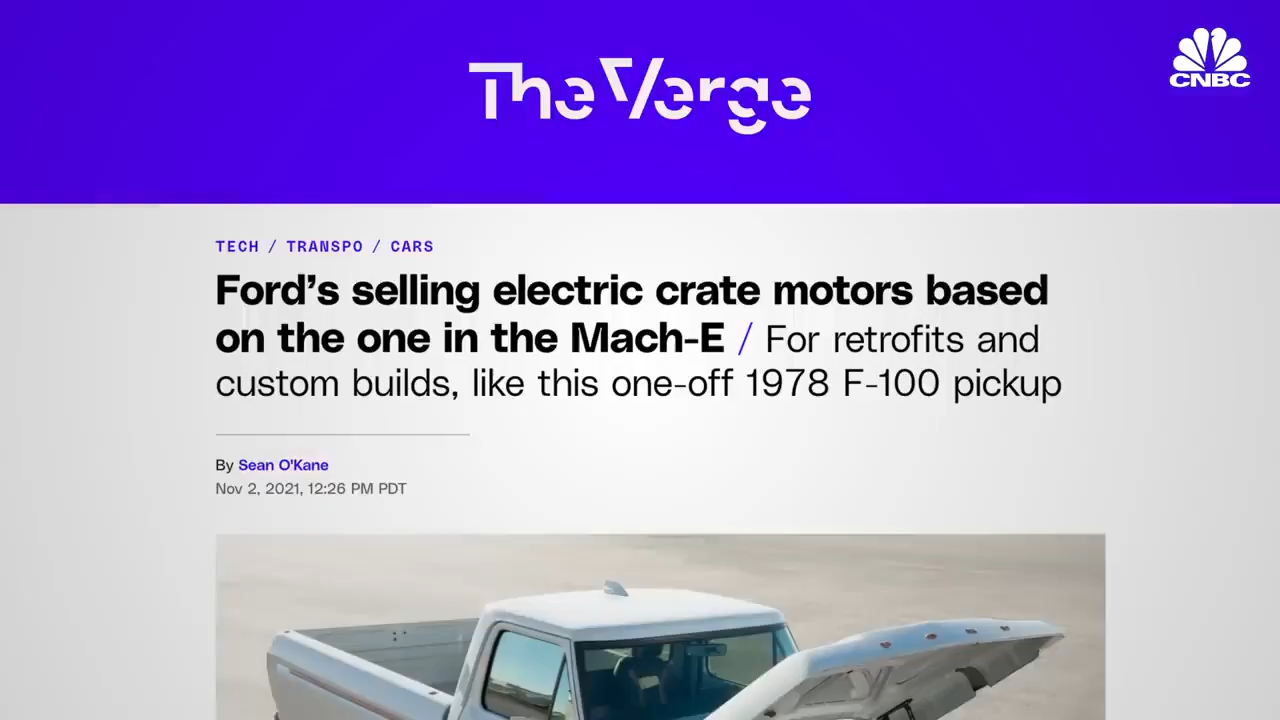 The Verge
CNBC
TECH / TRANSPO / CARS
Ford’s selling electric crate motors based
on the one in the Mach-E / For retrofits and
custom builds, like this one-off 1978 F-100 pickup
By Sean O'Kane
Nov 2, 2021, 12:26 PM PDT